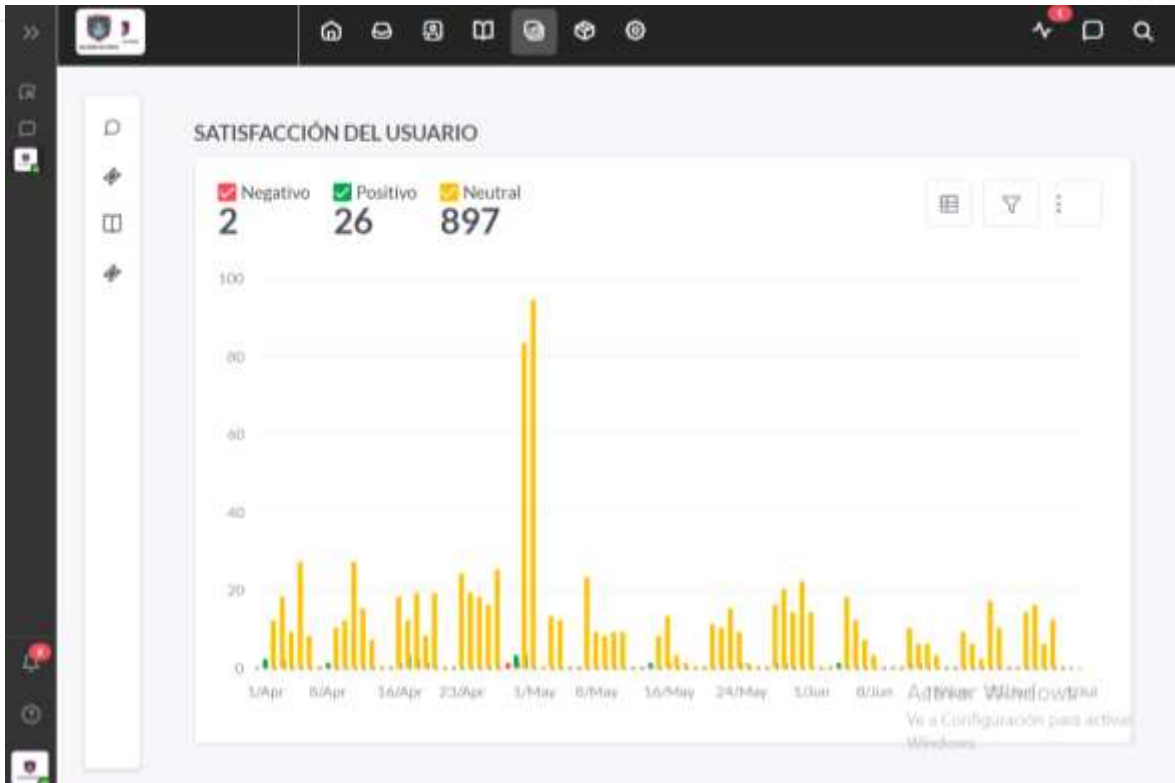 SATISFACCIÓN DEL USUARIO
Negativo Positivo Neutral
2 26 897
100
80
60
40
20
0
1/Apr 8/Apr 16/Apr 23/Apr 1/May 8/May 16/May 24/May 1/Jun 8/Jun
Activar Windows
Ve a Configuración para activar
Windows.